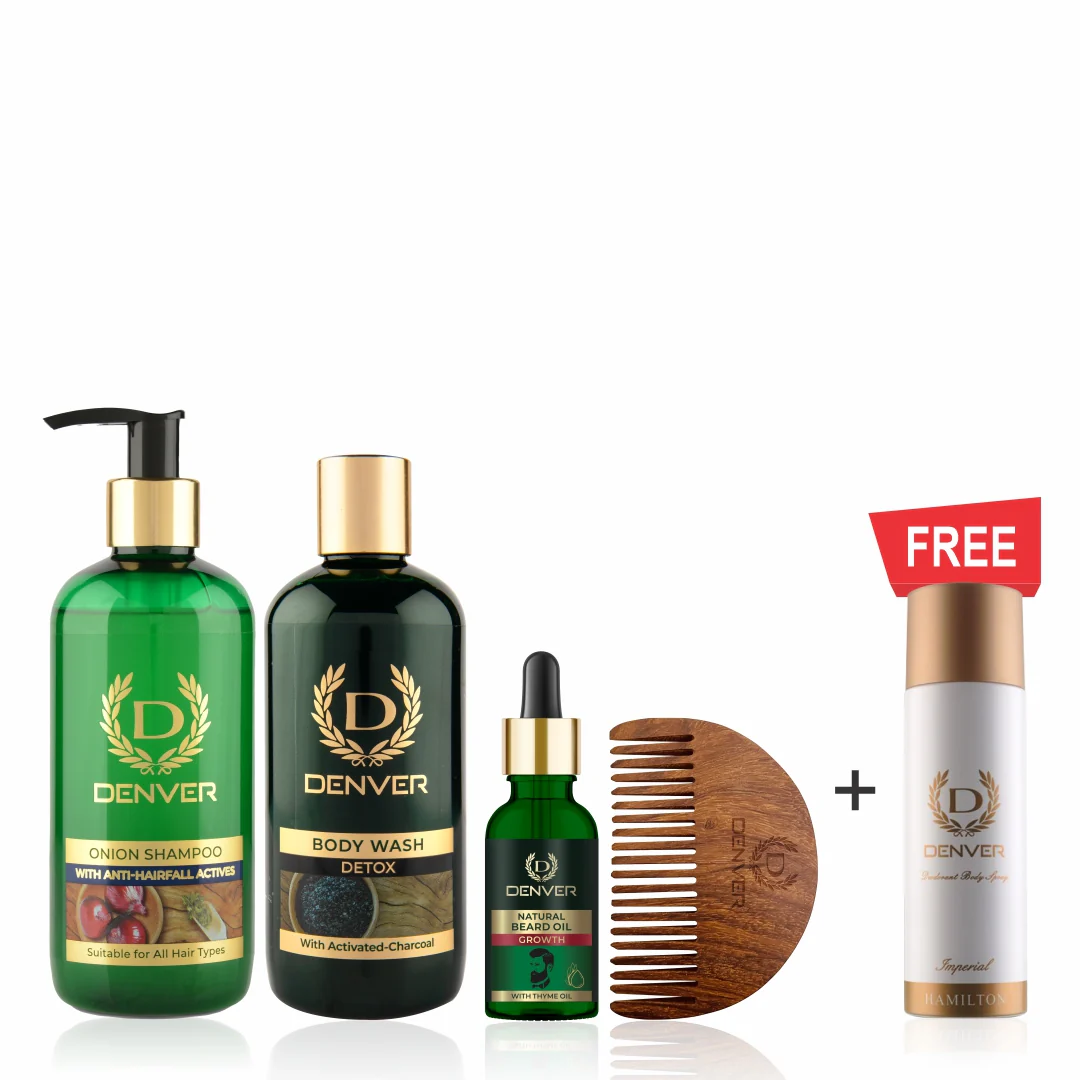 D
DENVER
ONION SHAMPOO
WITH ANTI-HAIRFALL ACTIVES
Suitable for All Hair Types
D
DENVER
BODY WASH
DETOX
With Activated-Charcoal
D
DENVER
NATURAL
BEARD OIL
GROWTH
WITH THYME OIL
D
DENVER
®
+
FREE
D
DENVER
Deodorant Body Spray
Imperial
HAMILTON